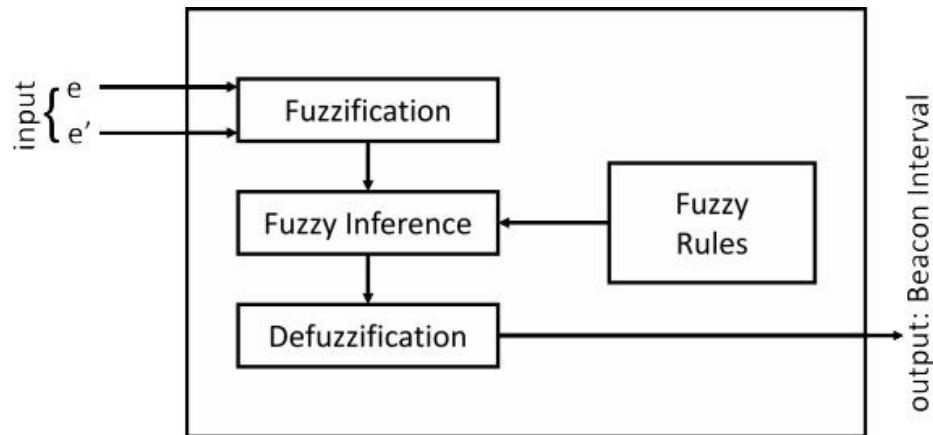 input
{
e
e’
Fuzzification
Fuzzy Inference
Fuzzy
Rules
Defuzzification
output: Beacon Interval